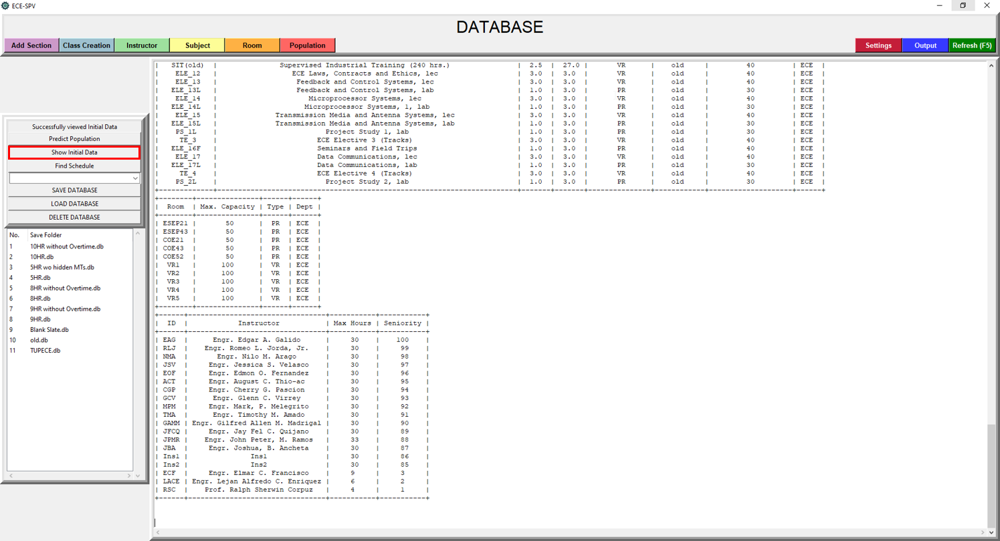 ECE-SPV
DATABASE
Add Section Class Creation Instructor Subject Room Population Settings Output Refresh (F5)
Successfully viewed Initial Data
Predict Population
Show Initial Data
Find Schedule
SAVE DATABASE
LOAD DATABASE
DELETE DATABASE
No. Save Folder
1 10HR without Overtime.db
2 10HR.db
3 5HR wo hidden MTs.db
4 5HR.db
5 8HR without Overtime.db
6 8HR.db
7 9HR without Overtime.db
8 9HR.db
9 Blank Slate.db
10 old.db
11 TUPECE.db
| SIT(old) | Supervised Industrial Training (240 hrs.) | 2.5 | 27.0 | VR | old | 40 | ECE |
| ELE_12 | ECE Laws, Contracts and Ethics, lec | 3.0 | 3.0 | VR | old | 40 | ECE |
| ELE_13 | Feedback and Control Systems, lec | 3.0 | 3.0 | VR | old | 40 | ECE |
| ELE_13L | Feedback and Control Systems, lab | 1.0 | 3.0 | PR | old | 30 | ECE |
| ELE_14 | Microprocessor Systems, lec | 3.0 | 3.0 | VR | old | 40 | ECE |
| ELE_14L | Microprocessor Systems, l, lab | 1.0 | 3.0 | PR | old | 30 | ECE |
| ELE_15 | Transmission Media and Antenna Systems, lec | 3.0 | 3.0 | VR | old | 40 | ECE |
| ELE_15L | Transmission Media and Antenna Systems, lab | 1.0 | 3.0 | PR | old | 30 | ECE |
| PS_1L | Project Study 1, lab | 1.0 | 3.0 | PR | old | 30 | ECE |
| TE_3 | ECE Elective 3 (Tracks) | 3.0 | 3.0 | VR | old | 40 | ECE |
| ELE_16F | Seminars and Field Trips | 1.0 | 3.0 | PR | old | 40 | ECE |
| ELE_17 | Data Communications, lec | 3.0 | 3.0 | VR | old | 40 | ECE |
| ELE_17L | Data Communications, lab | 1.0 | 3.0 | PR | old | 30 | ECE |
| TE_4 | ECE Elective 4 (Tracks) | 3.0 | 3.0 | VR | old | 40 | ECE |
| PS_2L | Project Study 2, lab | 1.0 | 3.0 | PR | old | 30 | ECE |
| Room | Max. Capacity | Type | Dept |
| ESEP21 | 50 | PR | ECE |
| ESEP43 | 50 | PR | ECE |
| COE21 | 50 | PR | ECE |
| COE43 | 50 | PR | ECE |
| COE52 | 50 | PR | ECE |
| VR1 | 100 | VR | ECE |
| VR2 | 100 | VR | ECE |
| VR3 | 100 | VR | ECE |
| VR4 | 100 | VR | ECE |
| VR5 | 100 | VR | ECE |
| ID | Instructor | Max Hours | Seniority |
| EAG | Engr. Edgar A. Galido | 30 | 100 |
| RLJ | Engr. Romeo L. Jorda, Jr. | 30 | 99 |
| NMA | Engr. Nilo M. Arago | 30 | 98 |
| JSV | Engr. Jessica S. Velasco | 30 | 97 |
| EOF | Engr. Edmon O. Fernandez | 30 | 96 |
| ACT | Engr. August C. Thio-ac | 30 | 95 |
| CGP | Engr. Cherry G. Pascion | 30 | 94 |
| GCV | Engr. Glenn C. Virrey | 30 | 93 |
| MPM | Engr. Mark, P. Melegrito | 30 | 92 |
| TMA | Engr. Timothy M. Amado | 30 | 91 |
| GAMM | Engr. Gilfred Allen M. Madrigal | 30 | 90 |
| JFCQ | Engr. Jay Fel C. Quijano | 30 | 89 |
| JPMR | Engr. John Peter, M. Ramos | 33 | 88 |
| JBA | Engr. Joshua, B. Ancheta | 30 | 87 |
| Ins1 | Ins1 | 30 | 86 |
| Ins2 | Ins2 | 30 | 85 |
| ECF | Engr. Elmar C. Francisco | 9 | 3 |
| LACE | Engr. Lejan Alfredo C. Enriquez | 6 | 2 |
| RSC | Prof. Ralph Sherwin Corpuz | 4 | 1 |